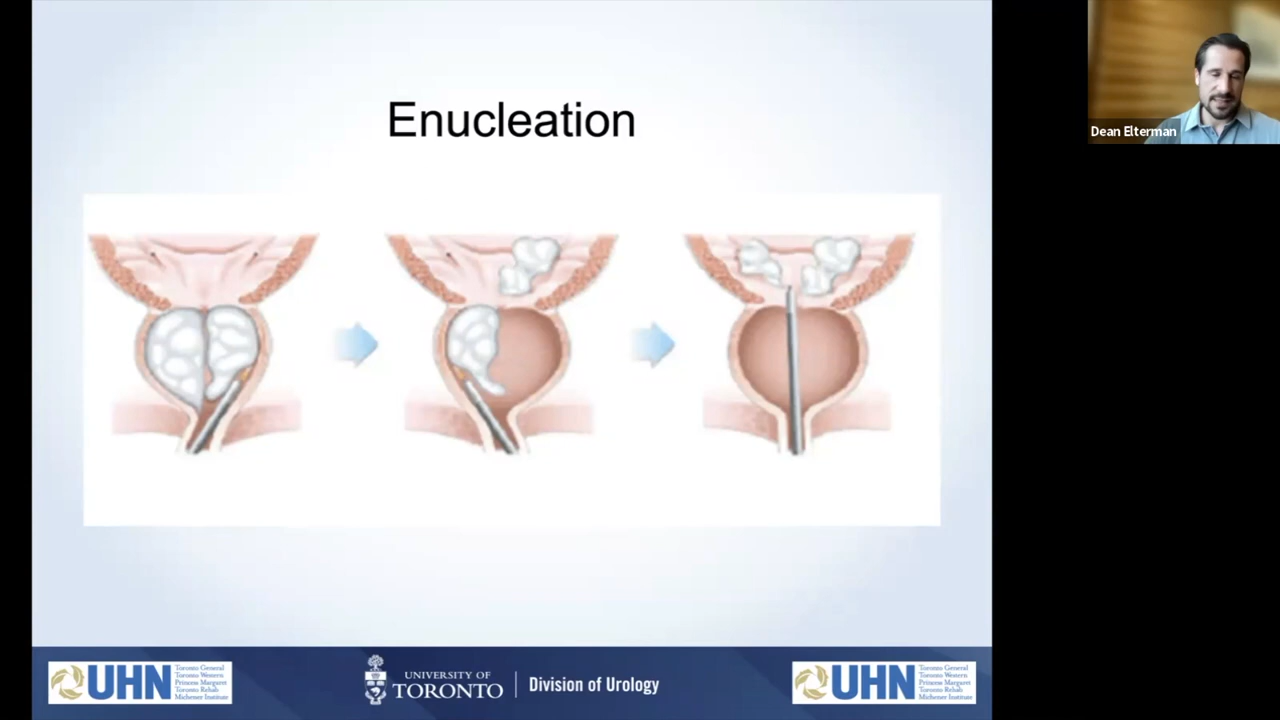 Enucleation
Dean Elterman
UHN
Toronto General
Toronto Western
Princess Margaret
Toronto Rehab
Michener Institute
UNIVERSITY OF
TORONTO
Division of Urology
UHN
Toronto General
Toronto Western
Princess Margaret
Toronto Rehab
Michener Institute